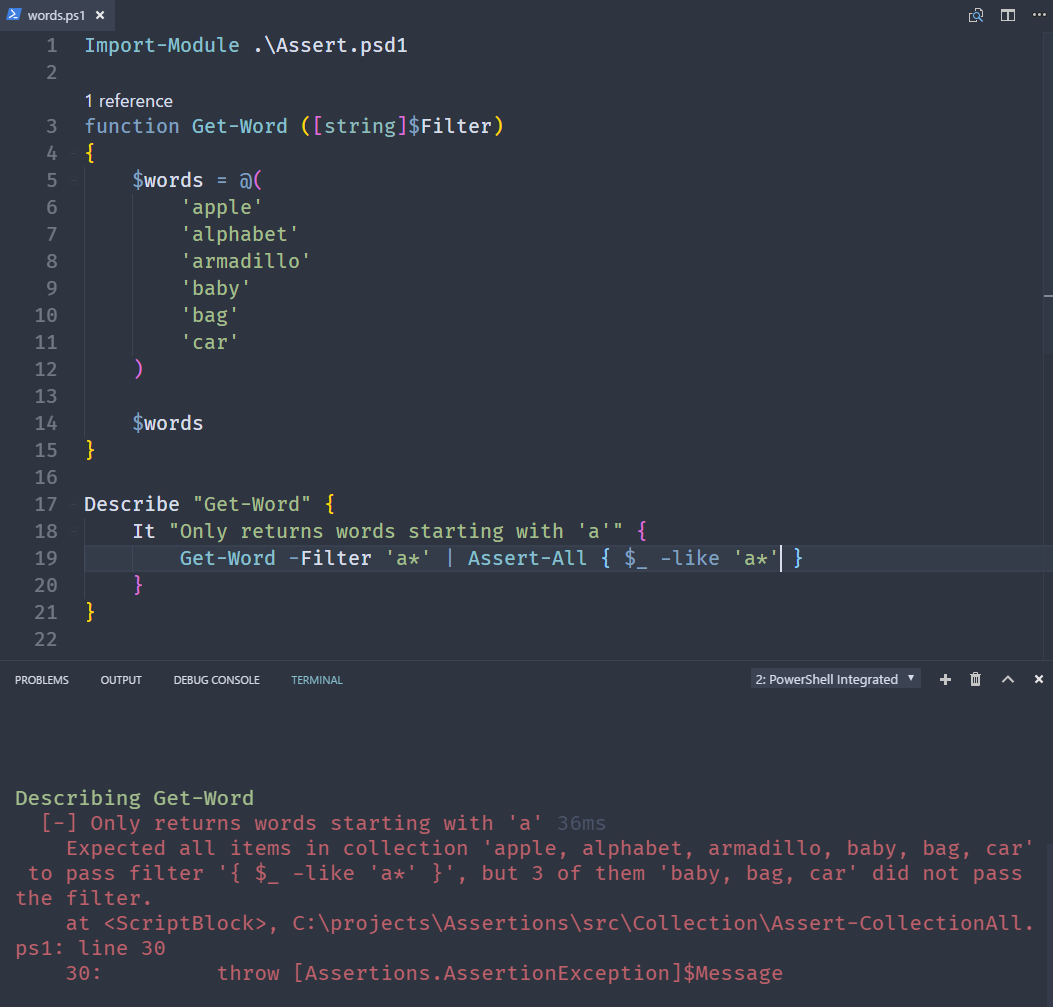 words.ps1 ×
1 Import-Module .\Assert.psd1
2
1 reference
3 function Get-Word ([string]$Filter)
4 {
5     $words = @(
6         'apple'
7         'alphabet'
8         'armadillo'
9         'baby'
10         'bag'
11         'car'
12     )
13
14     $words
15 }
16
17 Describe "Get-Word" {
18     It "Only returns words starting with 'a'" {
19         Get-Word -Filter 'a*' | Assert-All { $_ -like 'a*' }
20     }
21 }
22
PROBLEMS OUTPUT DEBUG CONSOLE TERMINAL 2: PowerShell Integrated
Describing Get-Word
  [-] Only returns words starting with 'a' 36ms
    Expected all items in collection 'apple, alphabet, armadillo, baby, bag, car'
 to pass filter '{ $_ -like 'a*' }', but 3 of them 'baby, bag, car' did not pass
the filter.
    at <ScriptBlock>, C:\projects\Assertions\src\Collection\Assert-CollectionAll.
ps1: line 30
    30:         throw [Assertions.AssertionException]$Message